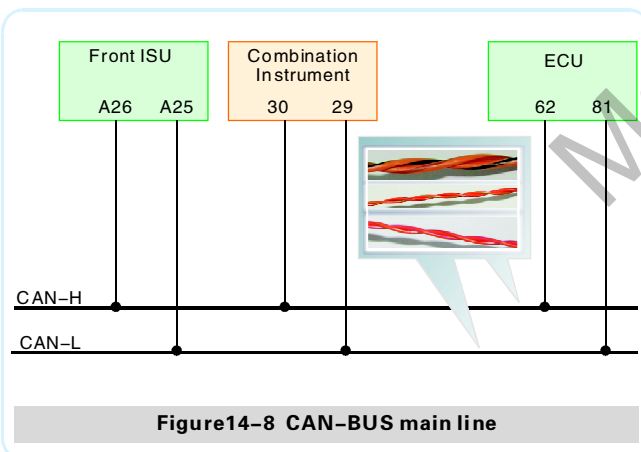 Front ISU
A26 A25
Combination
Instrument
30 29
ECU
62 81
M
CAN–H
CAN–L
Figure14–8 CAN–BUS main line